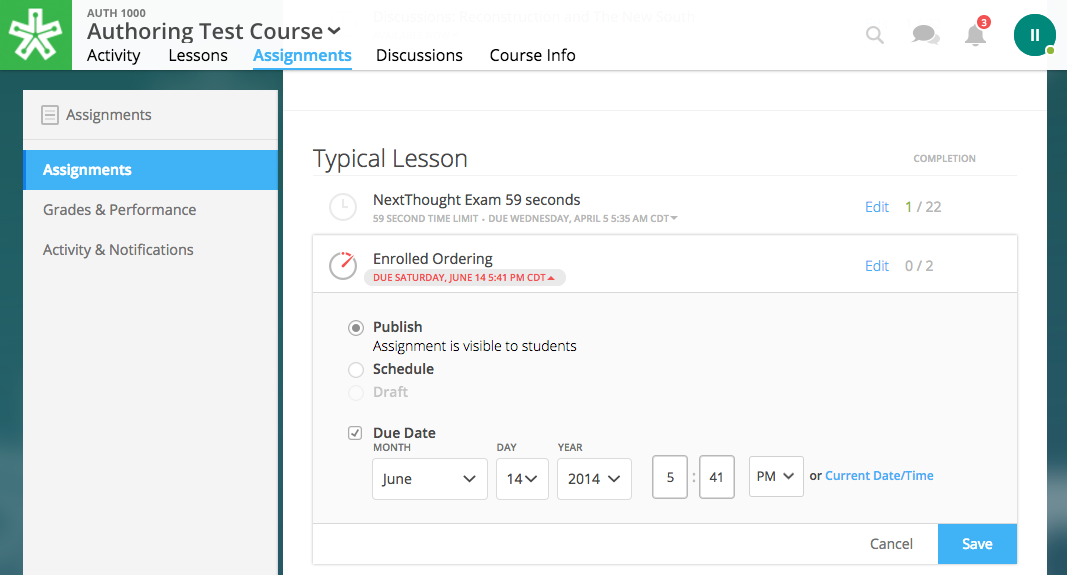 AUTH 1000
Discussions: Reconstruction and The New South
Authoring Test Course
3
II
Activity Lessons Assignments Discussions Course Info
Assignments
Assignments
Grades & Performance
Activity & Notifications
Typical Lesson COMPLETION
NextThought Exam 59 seconds
Edit 1 / 22
59 SECOND TIME LIMIT • DUE WEDNESDAY, APRIL 5 5:35 AM CDT
Enrolled Ordering
Edit 0 / 2
DUE SATURDAY, JUNE 14 5:41 PM CDT
Publish
Assignment is visible to students
Schedule
Draft
Due Date
MONTH DAY YEAR
June 14 2014 5 : 41 PM or Current Date/Time
Cancel Save